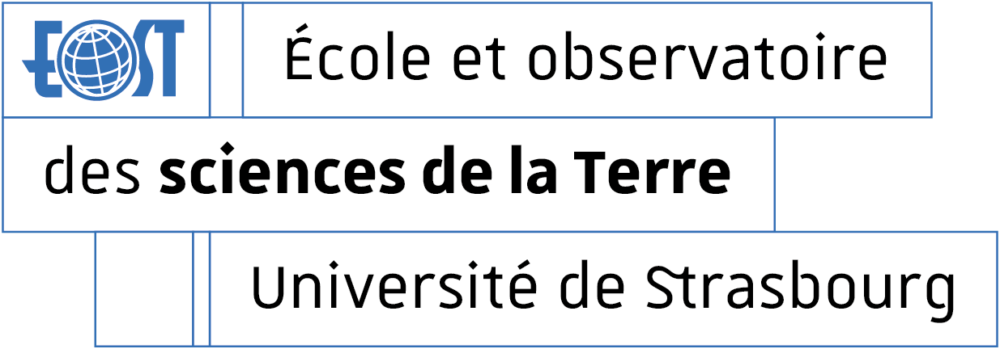 EOST École et observatoire
des sciences de la Terre
Université de Strasbourg